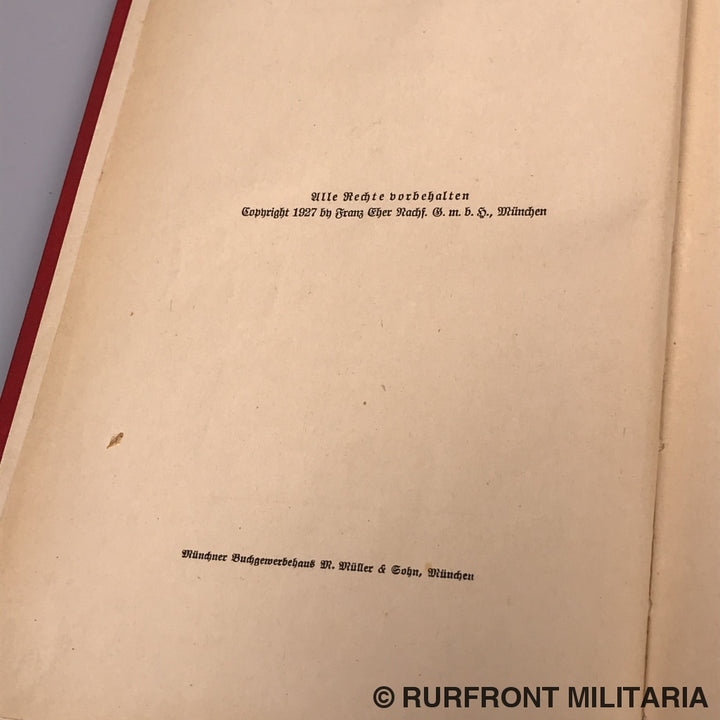 Alle Rechte vorbehalten
Copyright 1927 by Franz Eher Nachf. G. m. b. H., München
Münchner Buchgewerbehaus M. Müller & Sohn, München
© RURFRONT MILITARIA